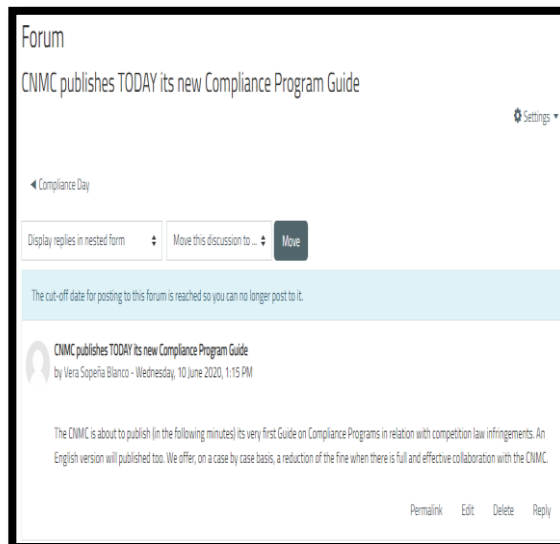 Forum
CNMC publishes TODAY its new Compliance Program Guide
Settings
Compliance Day
Display replies in nested form
Move this discussion to ...
Move
The cut-off date for posting to this forum is reached so you can no longer post to it.
CNMC publishes TODAY its new Compliance Program Guide
by Vera Sopeña Blanco - Wednesday, 10 June 2020, 1:15 PM
The CNMC is about to publish (in the following minutes) its very first Guide on Compliance Programs in relation with competition law infringements. An
English version will published too. We offer, on a case by case basis, a reduction of the fine when there is full and effective collaboration with the CNMC.
Permalink Edit Delete Reply